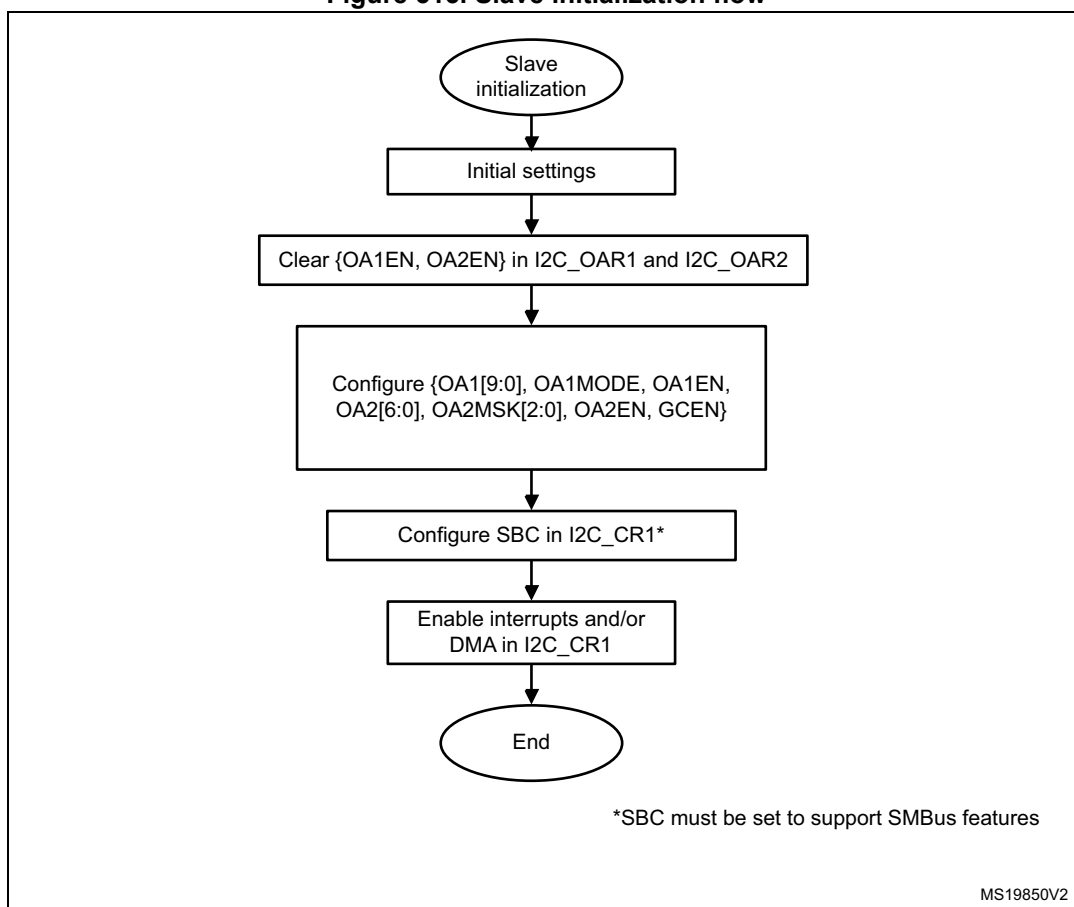 Slave
initialization
Initial settings
Clear {OA1EN, OA2EN} in I2C_OAR1 and I2C_OAR2
Configure {OA1[9:0], OA1MODE, OA1EN,
OA2[6:0], OA2MSK[2:0], OA2EN, GCEN}
Configure SBC in I2C_CR1*
Enable interrupts and/or
DMA in I2C_CR1
End
*SBC must be set to support SMBus features
MS19850V2